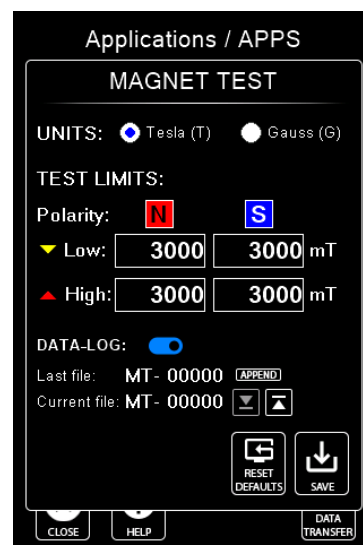 Applications / APPS
MAGNET TEST
UNITS: Tesla (T) Gauss (G)
TEST LIMITS:
Polarity: N S
Low: 3000 3000 mT
High: 3000 3000 mT
DATA-LOG:
Last file: MT- 00000 APPEND
Current file: MT- 00000
RESET
DEFAULTS
SAVE
CLOSE
HELP
DATA
TRANSFER